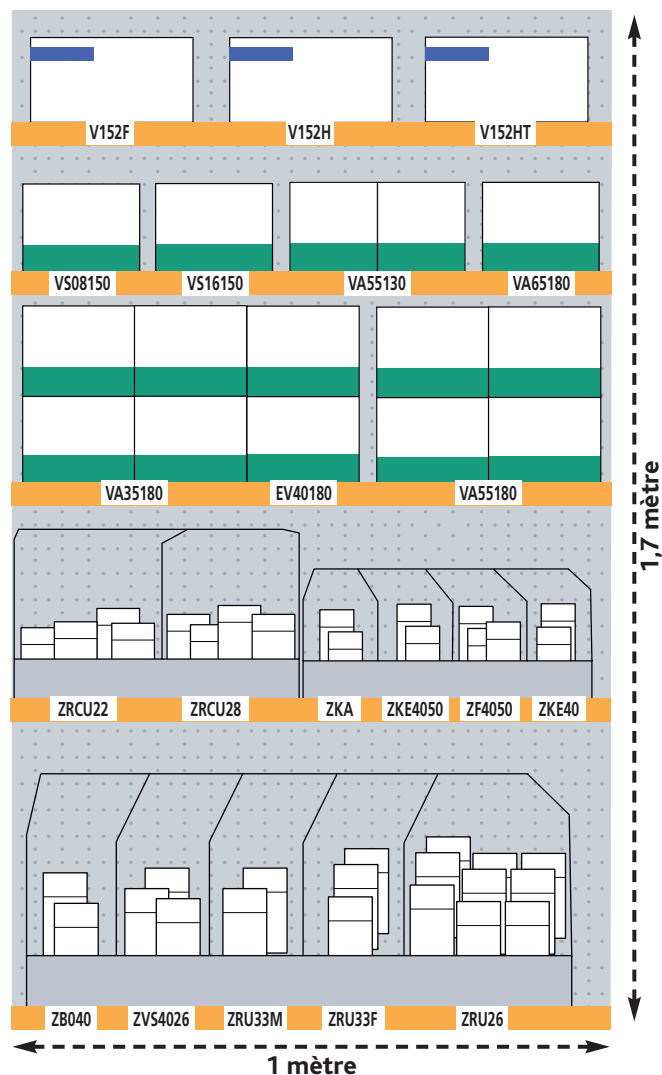 V152F V152H V152HT
VS08150 VS16150 VA55130 VA65180
VA35180 EV40180 VA55180
1,7 mètre
ZRCU22 ZRCU28 ZKA ZKE4050 ZF4050 ZKE40
ZB040 ZVS4026 ZRU33M ZRU33F ZRU26
1 mètre